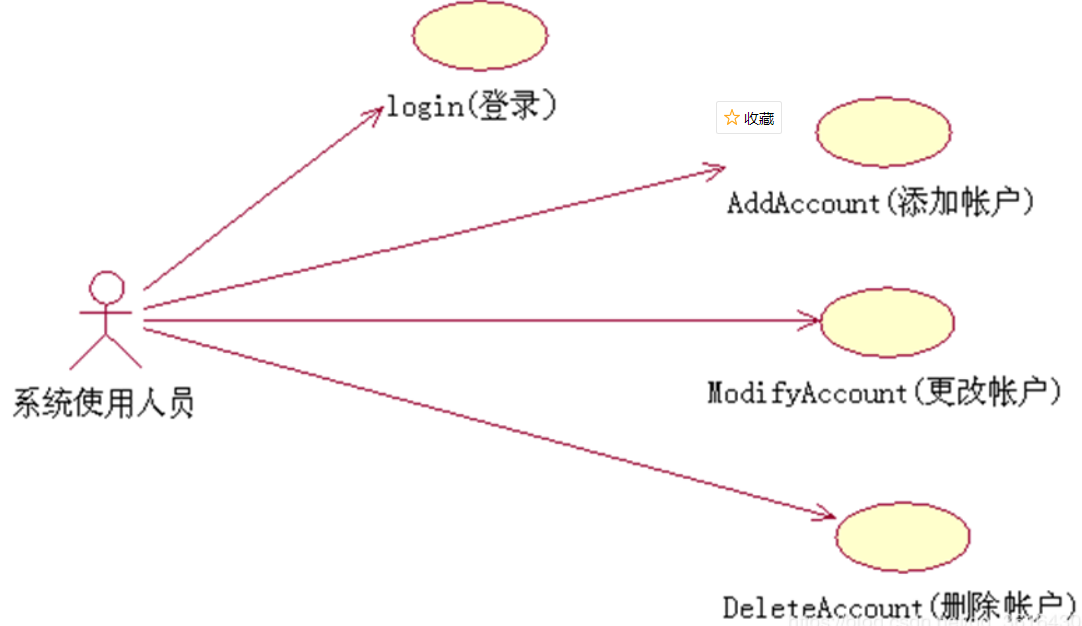 login(登录)
收藏
AddAccount(添加帐户)
ModifyAccount(更改帐户)
系统使用人员
DeleteAccount(删除帐户)